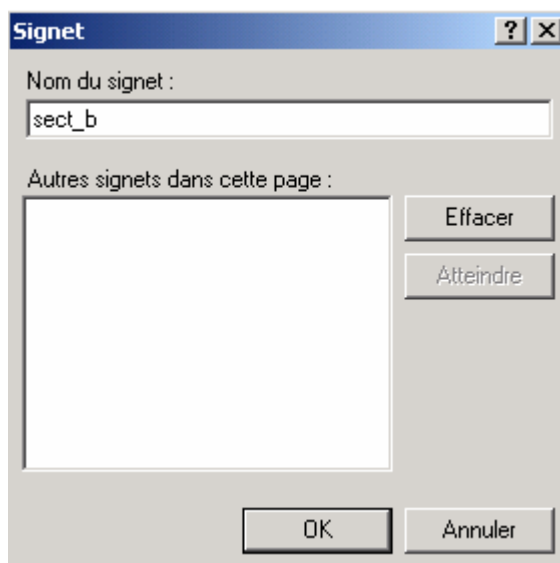 Signet
Nom du signet :
sect_b
Autres signets dans cette page :
Effacer
Atteindre
OK
Annuler